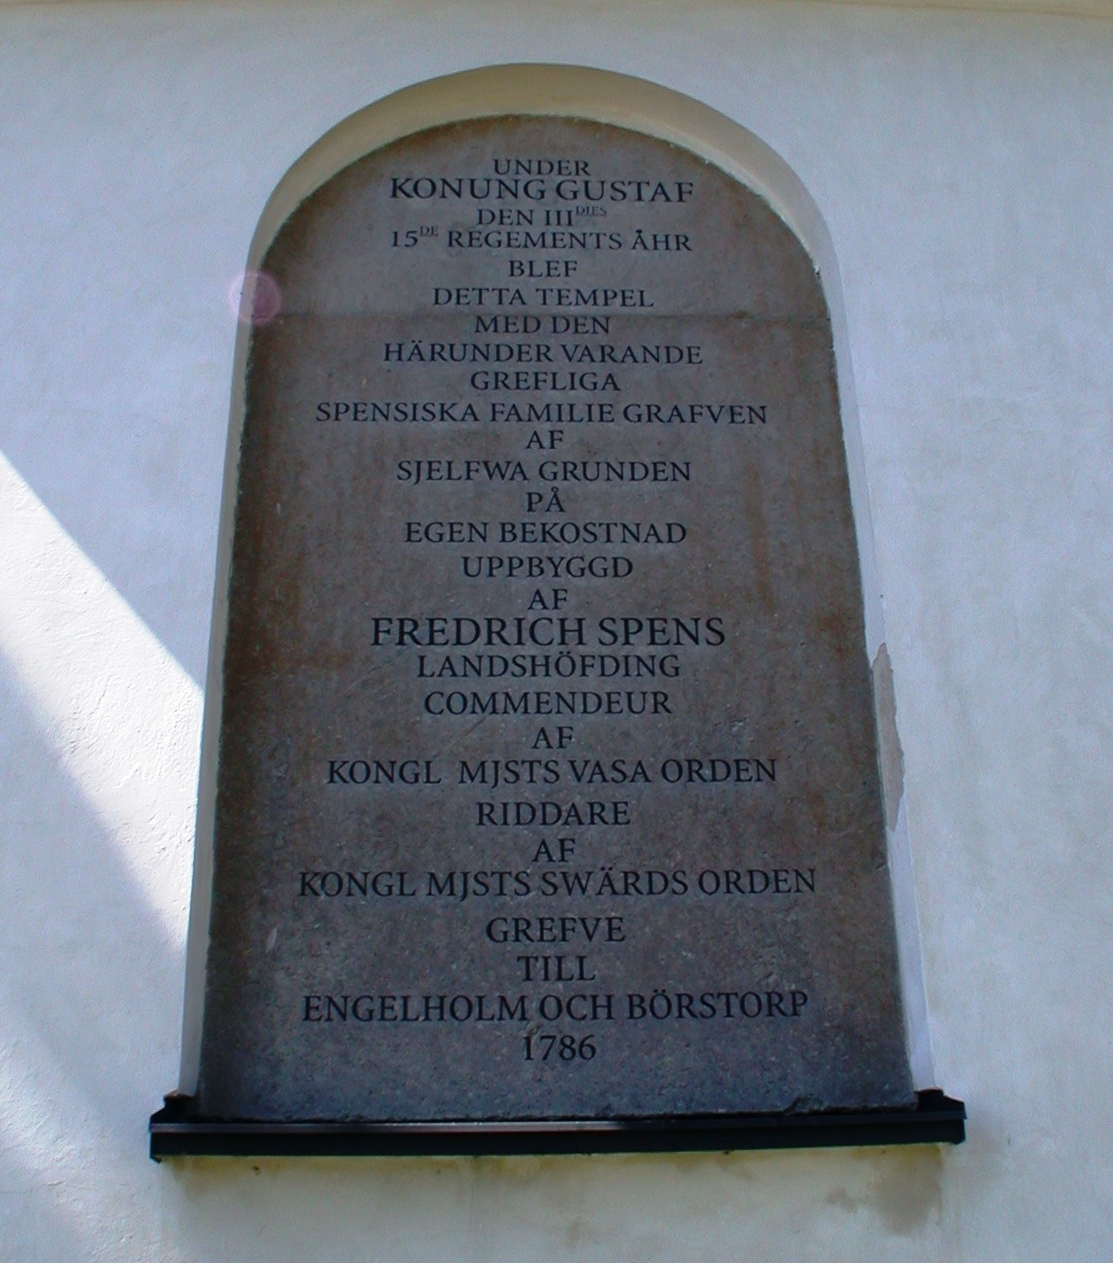 UNDER
KONUNG GUSTAF
DEN III DIES
15DE REGEMENTS ÅHR
BLEF
DETTA TEMPEL
MED DEN
HÄRUNDER VARANDE
GREFLIGA
SPENSISKA FAMILIE GRAFVEN
AF
SJELFWA GRUNDEN
PÅ
EGEN BEKOSTNAD
UPPBYGGD
AF
FREDRICH SPENS
LANDSHÖFDING
COMMENDEUR
AF
KONGL MJSTS VASA ORDEN
RIDDARE
AF
KONGL MJSTS SWÄRDS ORDEN
GREFVE
TILL
ENGELHOLM OCH BÖRSTORP
1786